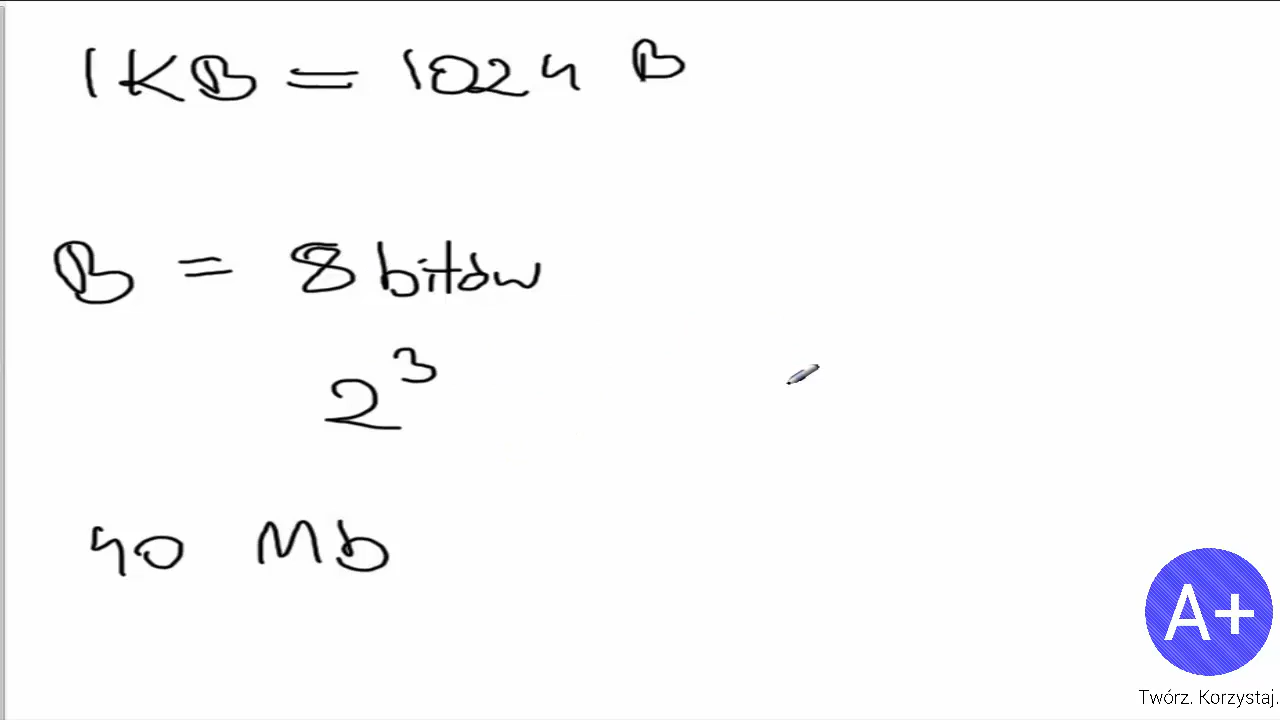 1KB = 1024 B
B = 8 bitów
2³
40 Mb
A+
Twórz. Korzystaj.